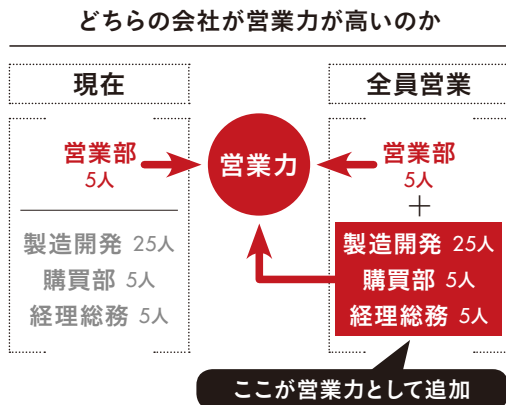 どちらの会社が営業力が高いのか
現在
営業部
5人
製造開発 25人
購買部 5人
経理総務 5人
営業力
全員営業
営業部
5人
+
製造開発 25人
購買部 5人
経理総務 5人
ここが営業力として追加